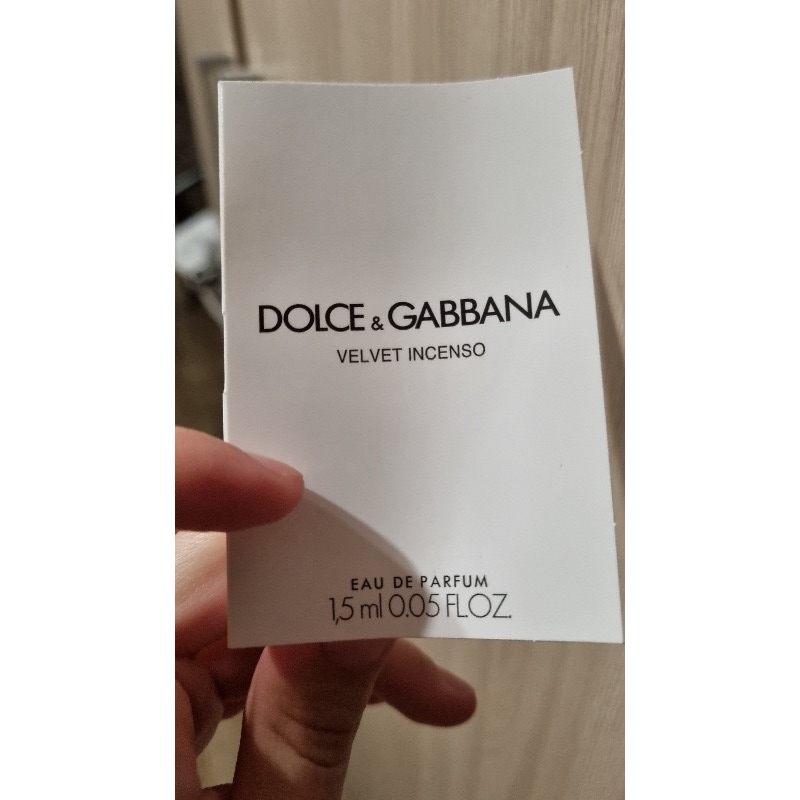 DOLCE & GABBANA
VELVET INCENSO
EAU DE PARFUM
1,5 ml 0.05 FL.OZ.